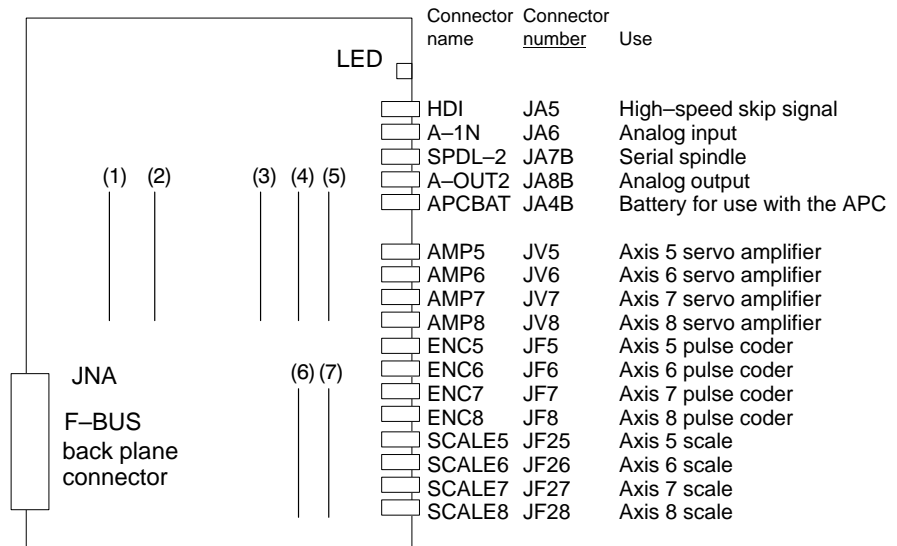 Connector Connector
name number Use
LED
HDI JA5 High–speed skip signal
A–1N JA6 Analog input
SPDL–2 JA7B Serial spindle
(1) (2) (3) (4) (5) A–OUT2 JA8B Analog output
APCBAT JA4B Battery for use with the APC
AMP5 JV5 Axis 5 servo amplifier
AMP6 JV6 Axis 6 servo amplifier
AMP7 JV7 Axis 7 servo amplifier
AMP8 JV8 Axis 8 servo amplifier
ENC5 JF5 Axis 5 pulse coder
JNA (6) (7) ENC6 JF6 Axis 6 pulse coder
ENC7 JF7 Axis 7 pulse coder
F–BUS ENC8 JF8 Axis 8 pulse coder
back plane SCALE5 JF25 Axis 5 scale
connector SCALE6 JF26 Axis 6 scale
SCALE7 JF27 Axis 7 scale
SCALE8 JF28 Axis 8 scale